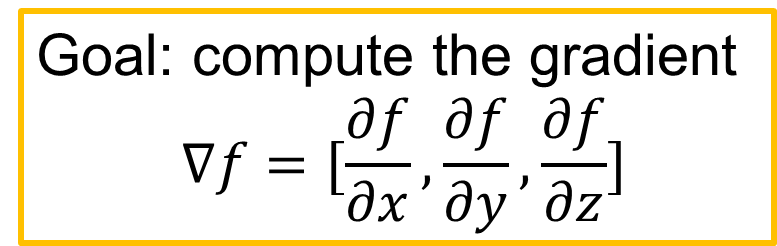 Goal: compute the gradient
∇f = [∂f/∂x, ∂f/∂y, ∂f/∂z]